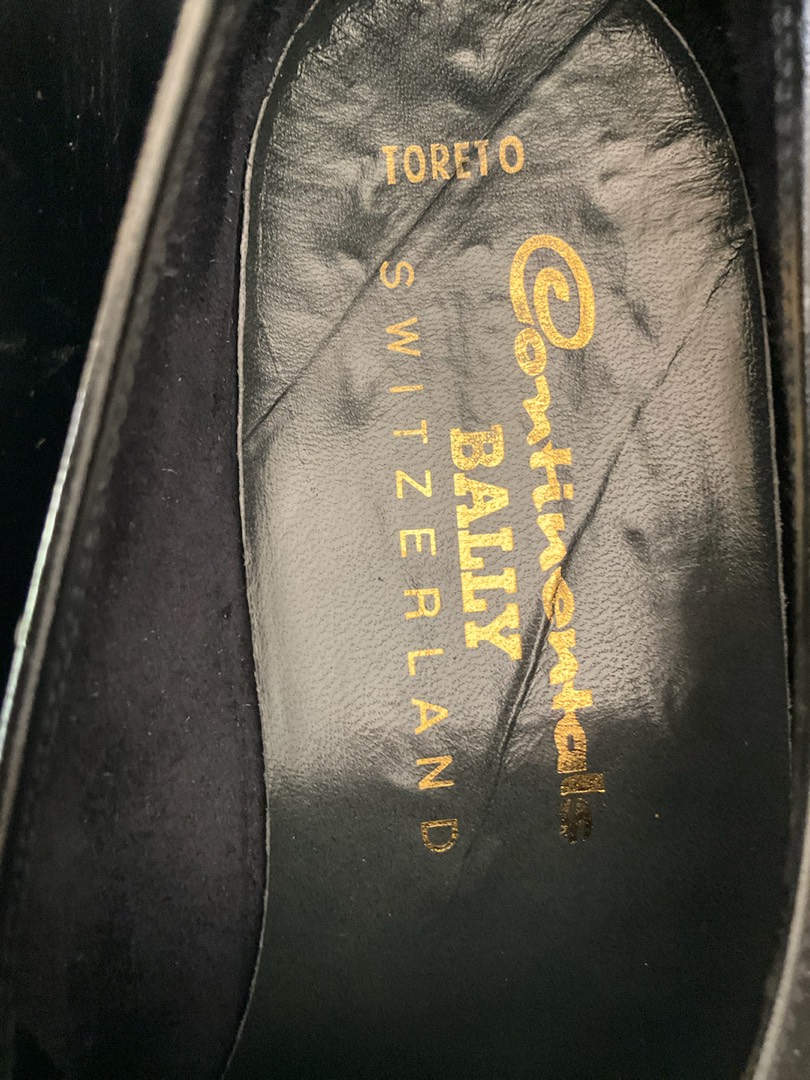 TORETO
Continentals
BALLY
SWITZERLAND